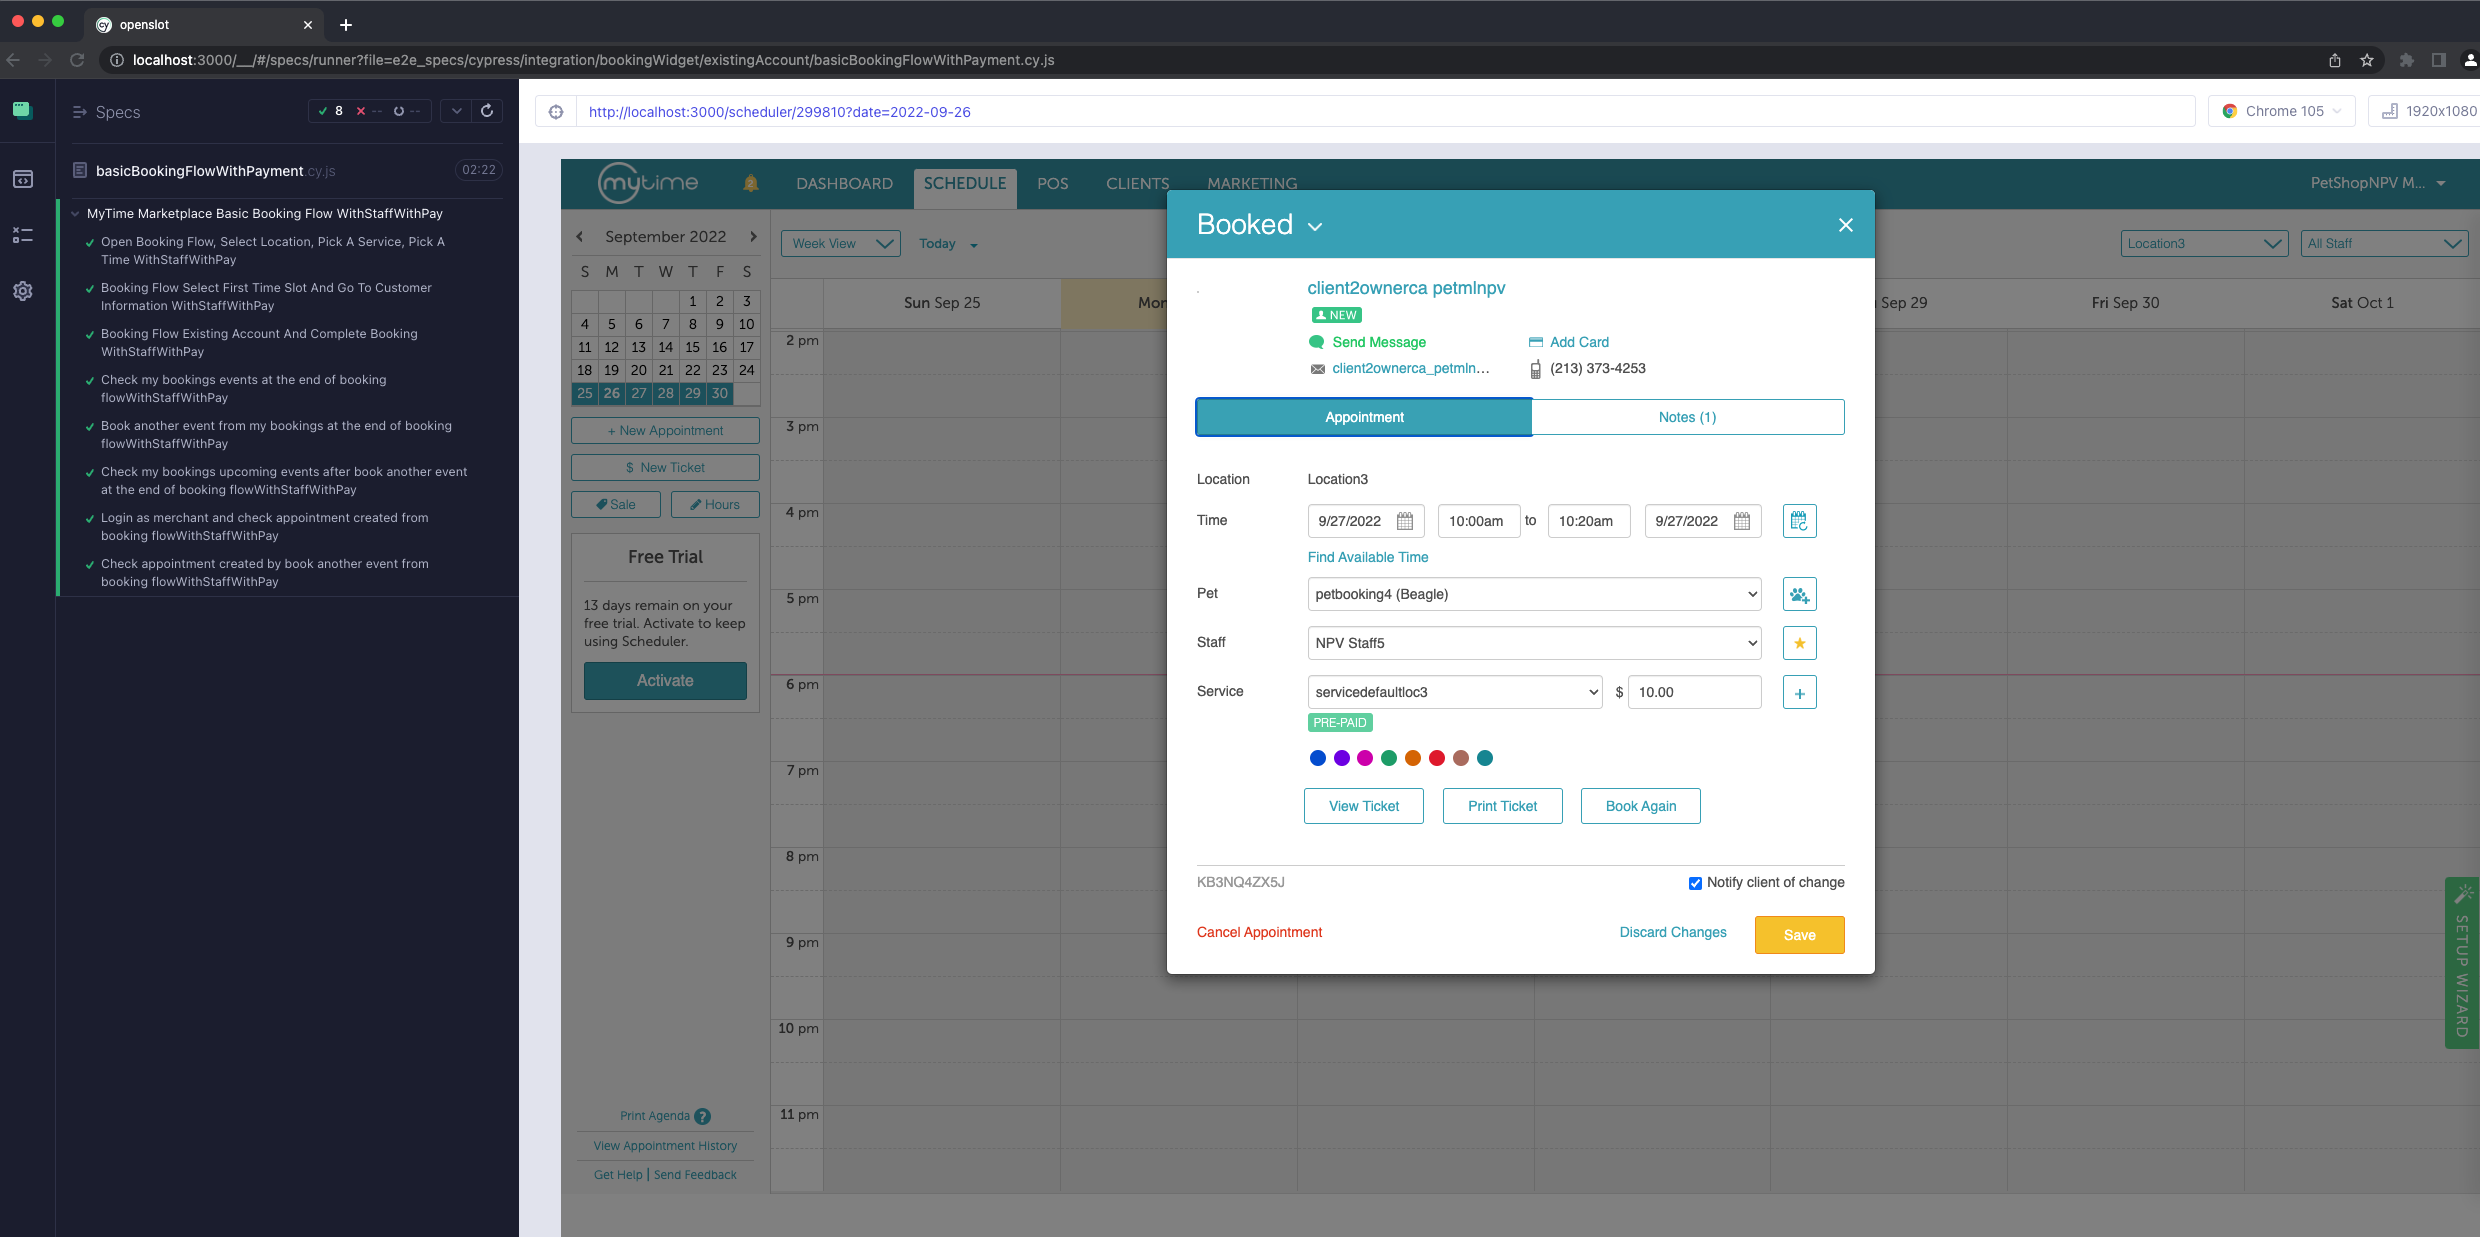 openslot
localhost:3000/__/#/specs/runner?file=e2e_specs/cypress/integration/bookingWidget/existingAccount/basicBookingFlowWithPayment.cy.js
Specs
8 -- --
basicBookingFlowWithPayment.cy.js
02:22
MyTime Marketplace Basic Booking Flow WithStaffWithPay
Open Booking Flow, Select Location, Pick A Service, Pick A
Time WithStaffWithPay
Booking Flow Select First Time Slot And Go To Customer
Information WithStaffWithPay
Booking Flow Existing Account And Complete Booking
WithStaffWithPay
Check my bookings events at the end of booking
flowWithStaffWithPay
Book another event from my bookings at the end of booking
flowWithStaffWithPay
Check my bookings upcoming events after book another event
at the end of booking flowWithStaffWithPay
Login as merchant and check appointment created from
booking flowWithStaffWithPay
Check appointment created by book another event from
booking flowWithStaffWithPay
http://localhost:3000/scheduler/299810?date=2022-09-26
Chrome 105
1920x1080
mytime
2
DASHBOARD
SCHEDULE
POS
CLIENTS
MARKETING
PetShopNPV M...
September 2022
S M T W T F S
1 2 3
4 5 6 7 8 9 10
11 12 13 14 15 16 17
18 19 20 21 22 23 24
25 26 27 28 29 30
+ New Appointment
$ New Ticket
Sale
Hours
Free Trial
13 days remain on your
free trial. Activate to keep
using Scheduler.
Activate
Print Agenda ?
View Appointment History
Get Help | Send Feedback
Week View
Today
Location3
All Staff
Sun Sep 25
Mon
Sep 29
Fri Sep 30
Sat Oct 1
2 pm
3 pm
4 pm
5 pm
6 pm
7 pm
8 pm
9 pm
10 pm
11 pm
Booked
client2ownerca petmlnpv
NEW
Send Message
Add Card
client2ownerca_petmln...
(213) 373-4253
Appointment
Notes (1)
Location
Location3
Time
9/27/2022
10:00am
to
10:20am
9/27/2022
Find Available Time
Pet
petbooking4 (Beagle)
Staff
NPV Staff5
Service
servicedefaultloc3
$
10.00
+
PRE-PAID
View Ticket
Print Ticket
Book Again
KB3NQ4ZX5J
Notify client of change
Cancel Appointment
Discard Changes
Save
SETUP WIZARD